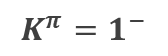 K^π = 1^−